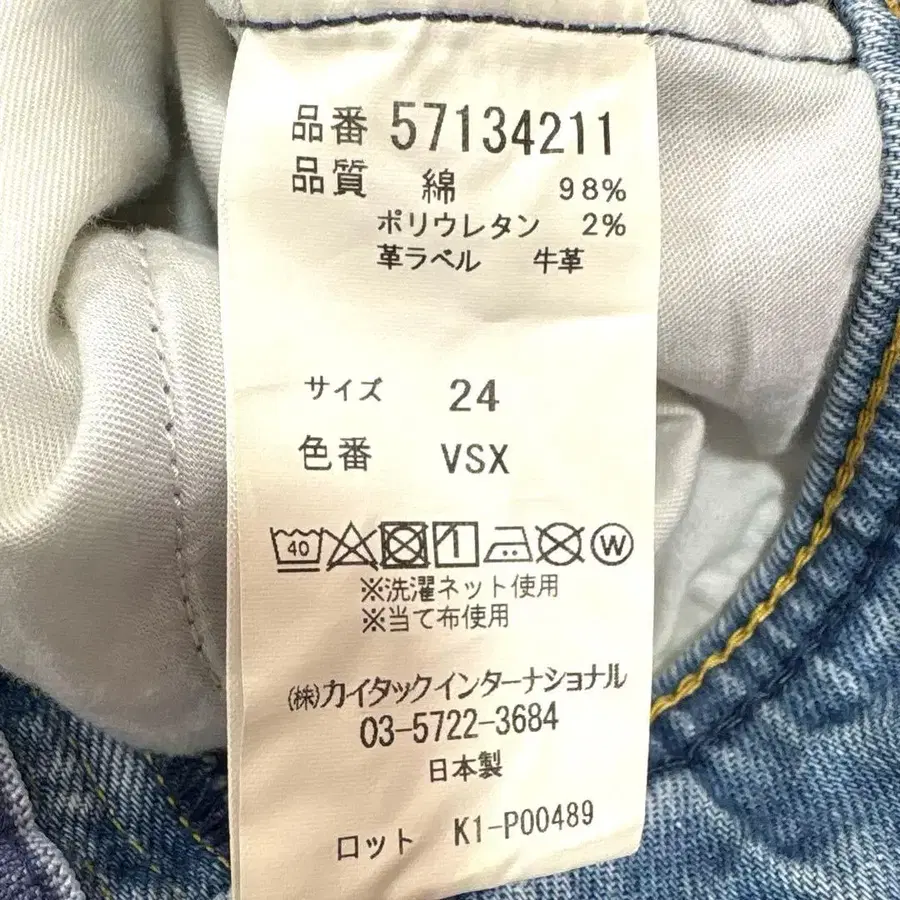 品番 57134211
品質 綿 98%
ポリウレタン 2%
革ラベル 牛革
サイズ 24
色番 VSX
40 W
※洗濯ネット使用
※当て布使用
㈱カイタックインターナショナル
03-5722-3684
日本製
ロット K1-P00489